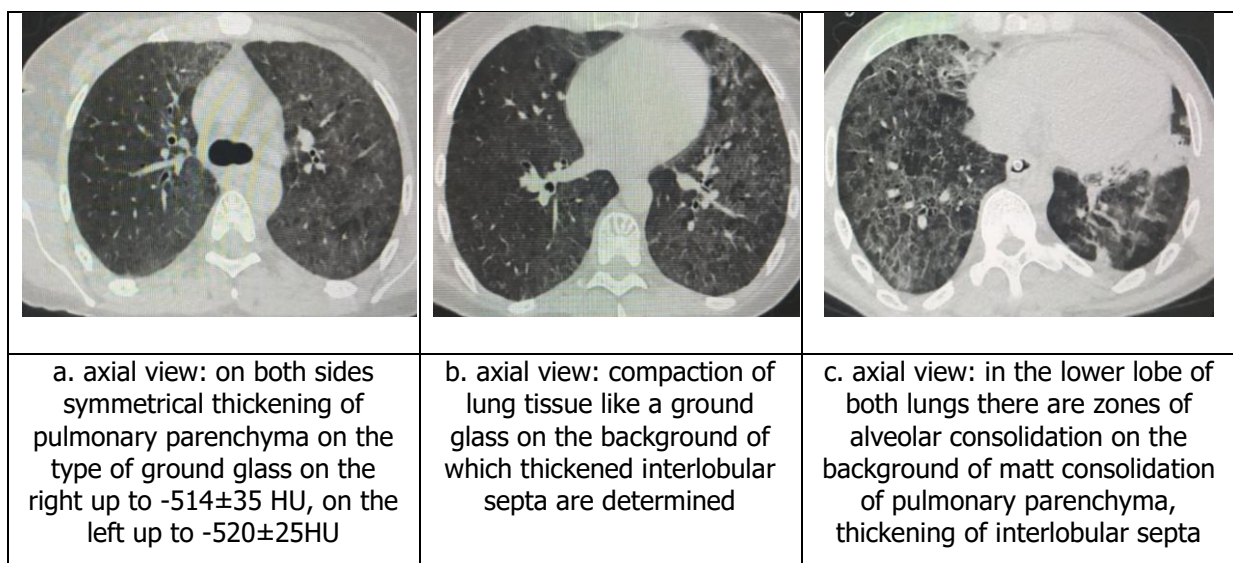 a. axial view: on both sides
symmetrical thickening of
pulmonary parenchyma on the
type of ground glass on the
right up to -514±35 HU, on the
left up to -520±25HU
b. axial view: compaction of
lung tissue like a ground
glass on the background of
which thickened interlobular
septa are determined
c. axial view: in the lower lobe of
both lungs there are zones of
alveolar consolidation on the
background of matt consolidation
of pulmonary parenchyma,
thickening of interlobular septa